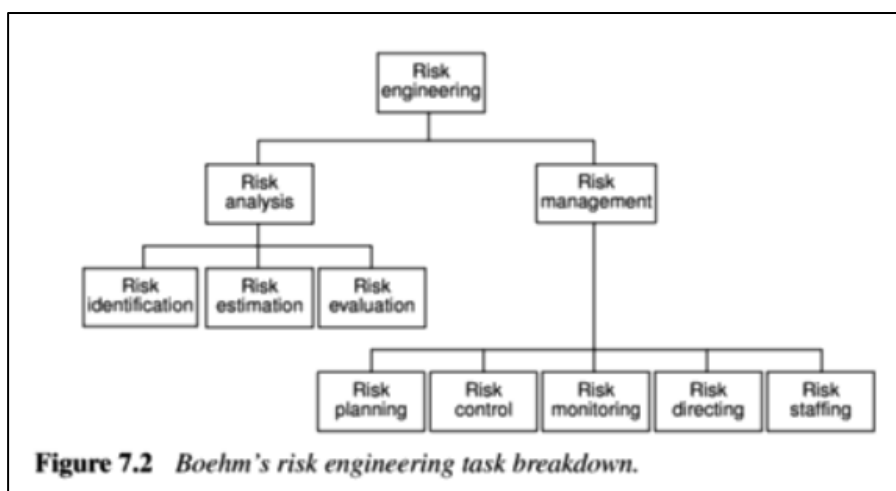 Risk
engineering
Risk
analysis
Risk
management
Risk
identification
Risk
estimation
Risk
evaluation
Risk
planning
Risk
control
Risk
monitoring
Risk
directing
Risk
staffing
Figure 7.2 Boehm's risk engineering task breakdown.